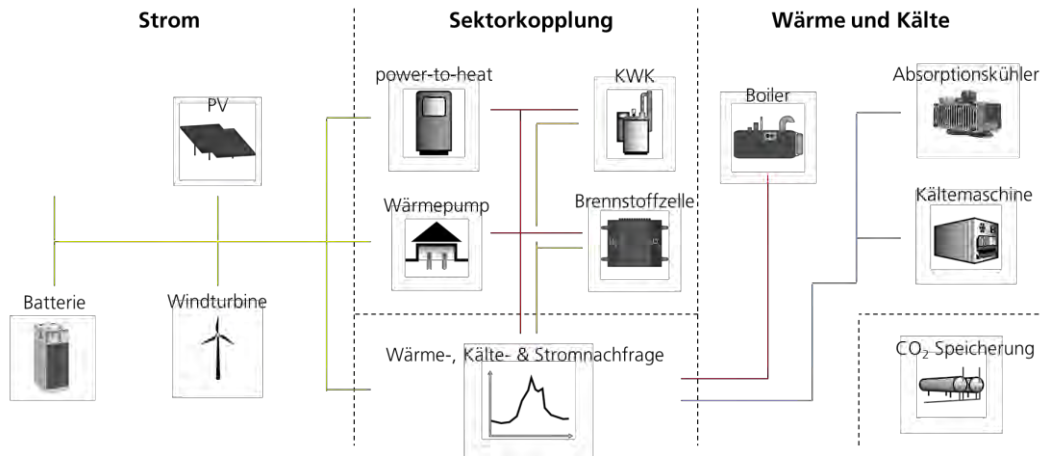 Strom
Sektorkopplung
Wärme und Kälte
power-to-heat
KWK
Boiler
Absorptionskühler
PV
Wärmepump
Brennstoffzelle
Kältemaschine
Batterie
Windturbine
Wärme-, Kälte- & Stromnachfrage
CO₂ Speicherung